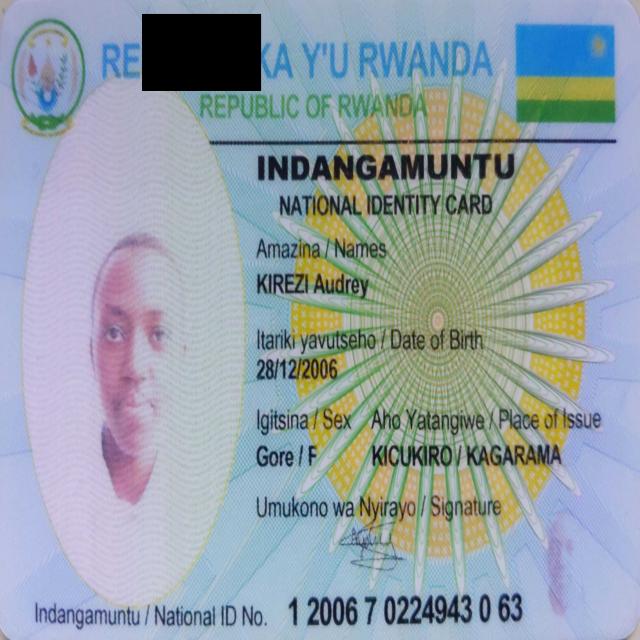 RE KA Y'U RWANDA
REPUBLIC OF RWANDA
INDANGAMUNTU
NATIONAL IDENTITY CARD
Amazina / Names
KIREZI Audrey
Itariki yavutseho / Date of Birth
28/12/2006
Igitsina / Sex Aho Yatangiwe / Place of Issue
Gore / F KICUKIRO / KAGARAMA
Umukono wa Nyirayo / Signature
Indangamuntu / National ID No. 1 2006 7 0224943 0 63